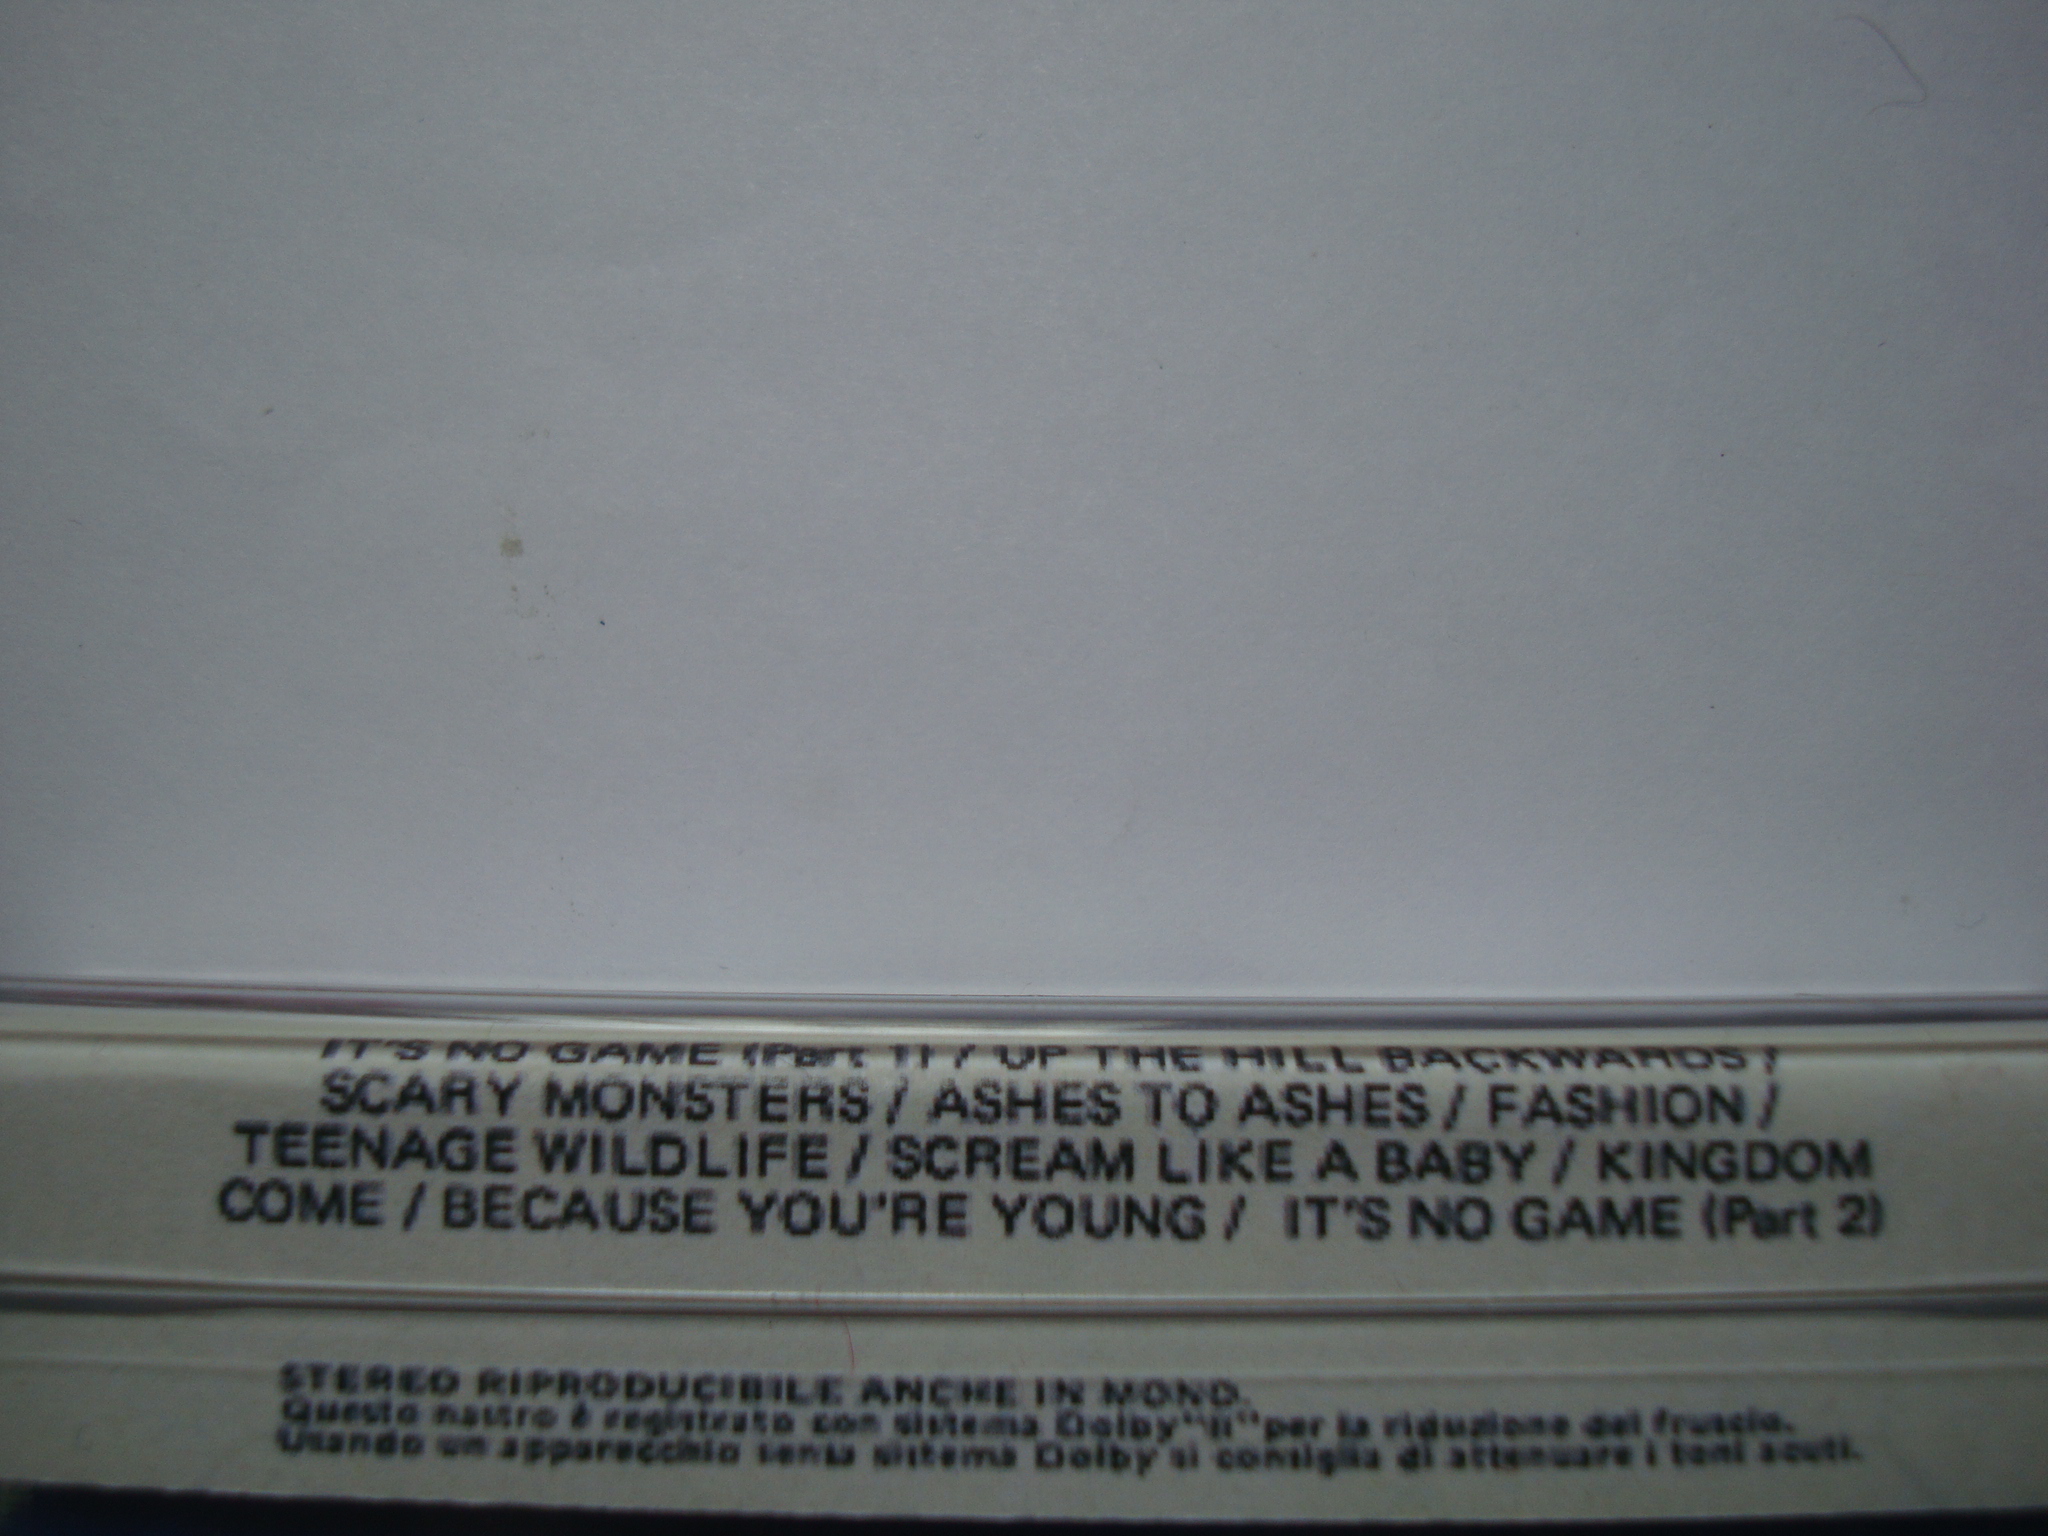 IT'S NO GAME (Part 1) / UP THE HILL BACKWARDS /
SCARY MONSTERS / ASHES TO ASHES / FASHION /
TEENAGE WILDLIFE / SCREAM LIKE A BABY / KINGDOM
COME / BECAUSE YOU'RE YOUNG / IT'S NO GAME (Part 2)
STEREO RIPRODUCIBILE ANCHE IN MONO.
Questo nastro è registrato con sistema Dolby "B" per la riduzione del fruscio.
Usando un apparecchio senza sistema Dolby si consiglia di attenuare i toni acuti.